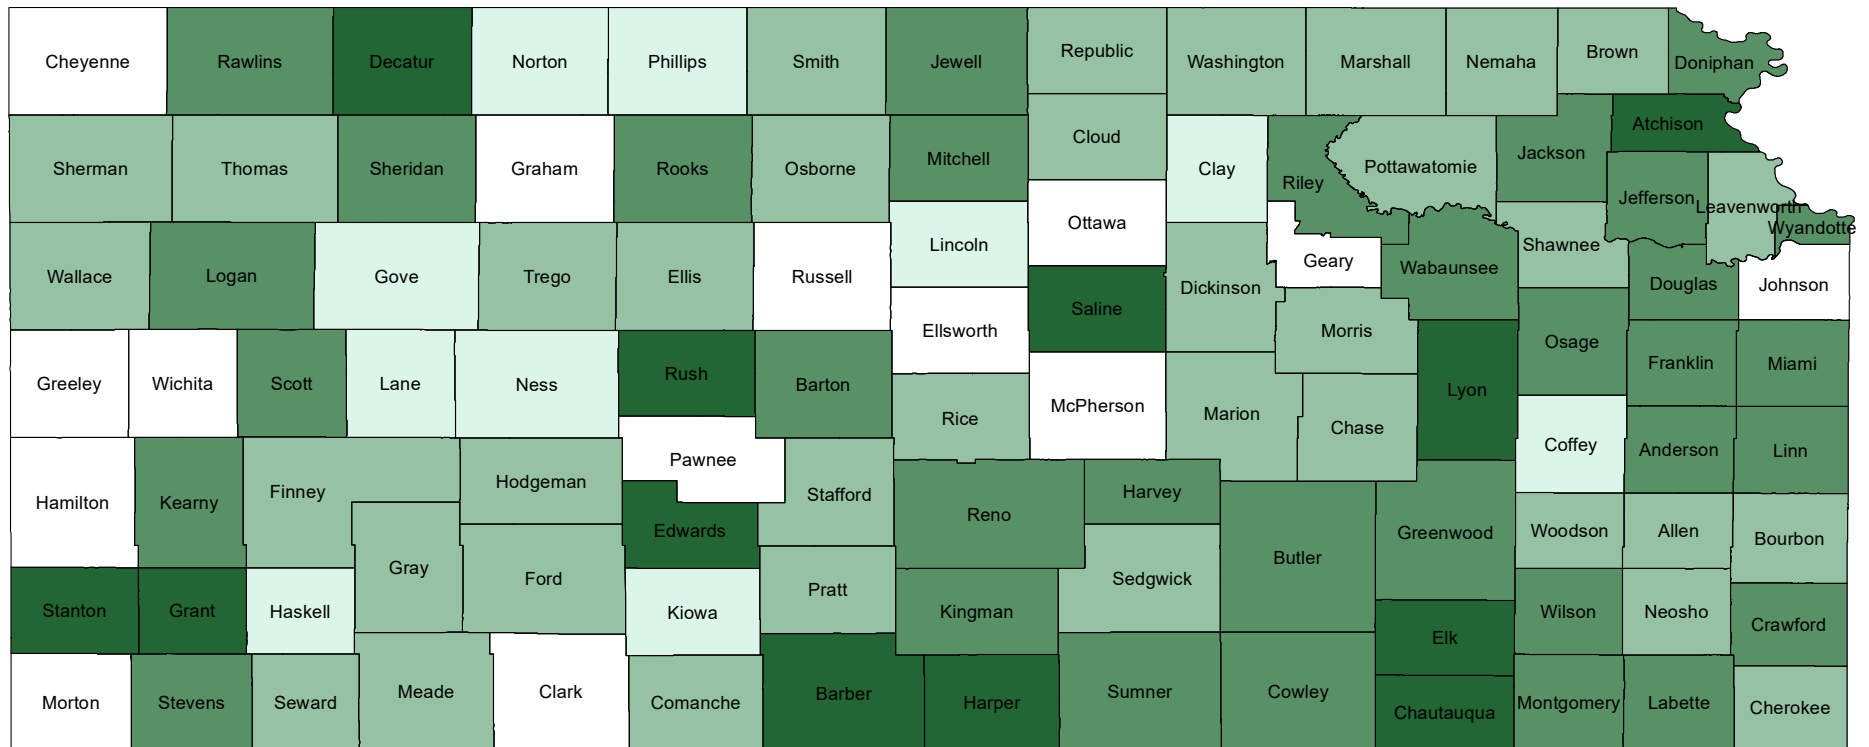 Cheyenne
Rawlins
Decatur
Norton
Phillips
Smith
Jewell
Republic
Washington
Marshall
Nemaha
Brown
Doniphan
Sherman
Thomas
Sheridan
Graham
Rooks
Osborne
Mitchell
Cloud
Clay
Riley
Pottawatomie
Jackson
Atchison
Jefferson
Leavenworth
Wyandotte
Wallace
Logan
Gove
Trego
Ellis
Russell
Lincoln
Ottawa
Saline
Dickinson
Geary
Wabaunsee
Shawnee
Douglas
Johnson
Greeley
Wichita
Scott
Lane
Ness
Rush
Barton
Ellsworth
Rice
McPherson
Marion
Morris
Chase
Lyon
Osage
Franklin
Miami
Coffey
Anderson
Linn
Hamilton
Kearny
Finney
Hodgeman
Pawnee
Edwards
Stafford
Reno
Harvey
Butler
Greenwood
Woodson
Allen
Bourbon
Gray
Ford
Kiowa
Pratt
Kingman
Sedgwick
Elk
Wilson
Neosho
Crawford
Stanton
Grant
Haskell
Morton
Stevens
Seward
Meade
Clark
Comanche
Barber
Harper
Sumner
Cowley
Chautauqua
Montgomery
Labette
Cherokee